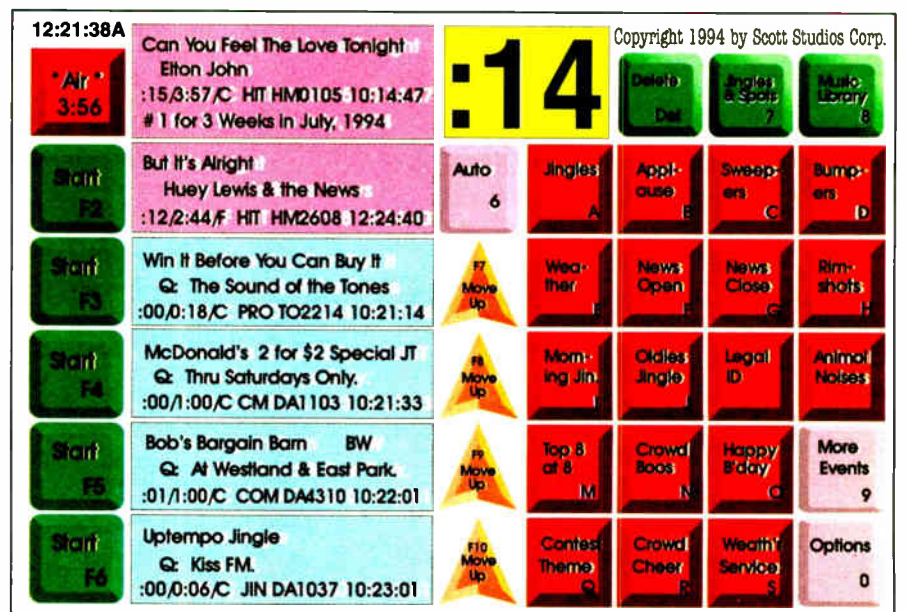 12:21:38A
Copyright 1994 by Scott Studios Corp.
* Air *
3:56
Can You Feel The Love Tonight
Elton John
:15/3:57/C HIT HM0105 10:14:47
# 1 for 3 Weeks in July, 1994
:14
Delete
Del
Jingles
& Spots
7
Music
Library
8
Start
F2
But It's Alright
Huey Lewis & the News
:12/2:44/F HIT HM2608 12:24:40
Auto
6
Jingles
A
Appl-
ause
B
Sweep-
ers
C
Bump-
ers
D
Start
F3
Win It Before You Can Buy It
Q: The Sound of the Tones
:00/0:18/C PRO TO2214 10:21:14
F7
Move
Up
Wea-
ther
News
Open
News
Close
G
Rim-
shots
H
Start
F4
McDonald's 2 for $2 Special JT
Q: Thru Saturdays Only.
:00/1:00/C CM DA1103 10:21:33
F8
Move
Up
Morn-
ing Jin.
Oldies
Jingle
Legal
ID
Animal
Noises
Start
F5
Bob's Bargain Barn BW
Q: At Westland & East Park.
:01/1:00/C COM DA4310 10:22:01
F9
Move
Up
Top 8
at 8
M
Crowd
Boos
N
Happy
B'day
O
More
Events
9
Start
F6
Uptempo Jingle
Q: Kiss FM.
:00/0:06/C JIN DA1037 10:23:01
F10
Move
Up
Contest
Theme
Q
Crowd
Cheer
R
Weath'r
Service
S
Options
0